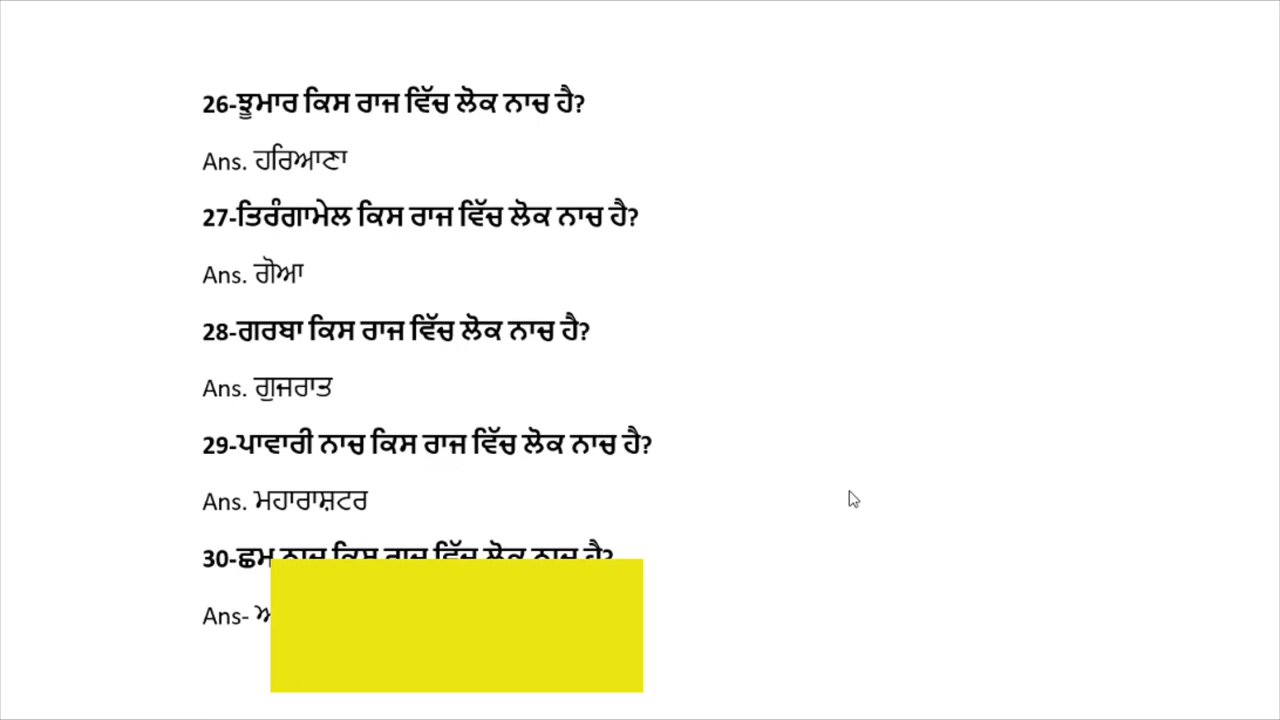 26-ਝੂਮਾਰ ਕਿਸ ਰਾਜ ਵਿੱਚ ਲੋਕ ਨਾਚ ਹੈ?
Ans. ਹਰਿਆਣਾ
27-ਤਿਰੰਗਾਮੇਲ ਕਿਸ ਰਾਜ ਵਿੱਚ ਲੋਕ ਨਾਚ ਹੈ?
Ans. ਗੋਆ
28-ਗਰਬਾ ਕਿਸ ਰਾਜ ਵਿੱਚ ਲੋਕ ਨਾਚ ਹੈ?
Ans. ਗੁਜਰਾਤ
29-ਪਾਵਾਰੀ ਨਾਚ ਕਿਸ ਰਾਜ ਵਿੱਚ ਲੋਕ ਨਾਚ ਹੈ?
Ans. ਮਹਾਰਾਸ਼ਟਰ
30-ਛਮ ਨਾਚ ਕਿਸ ਰਾਜ ਵਿੱਚ ਲੋਕ ਨਾਚ ਹੈ?
Ans-